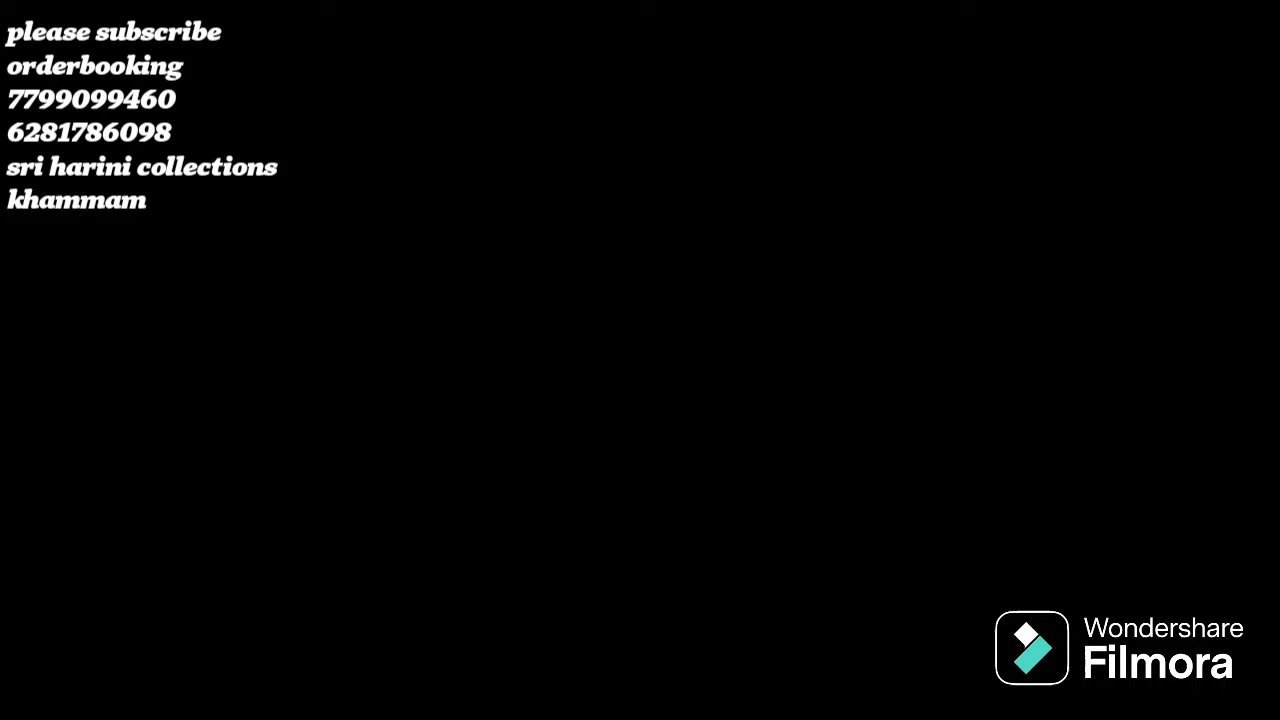 please subscribe
orderbooking
7799099460
6281786098
sri harini collections
khammam
Wondershare
Filmora